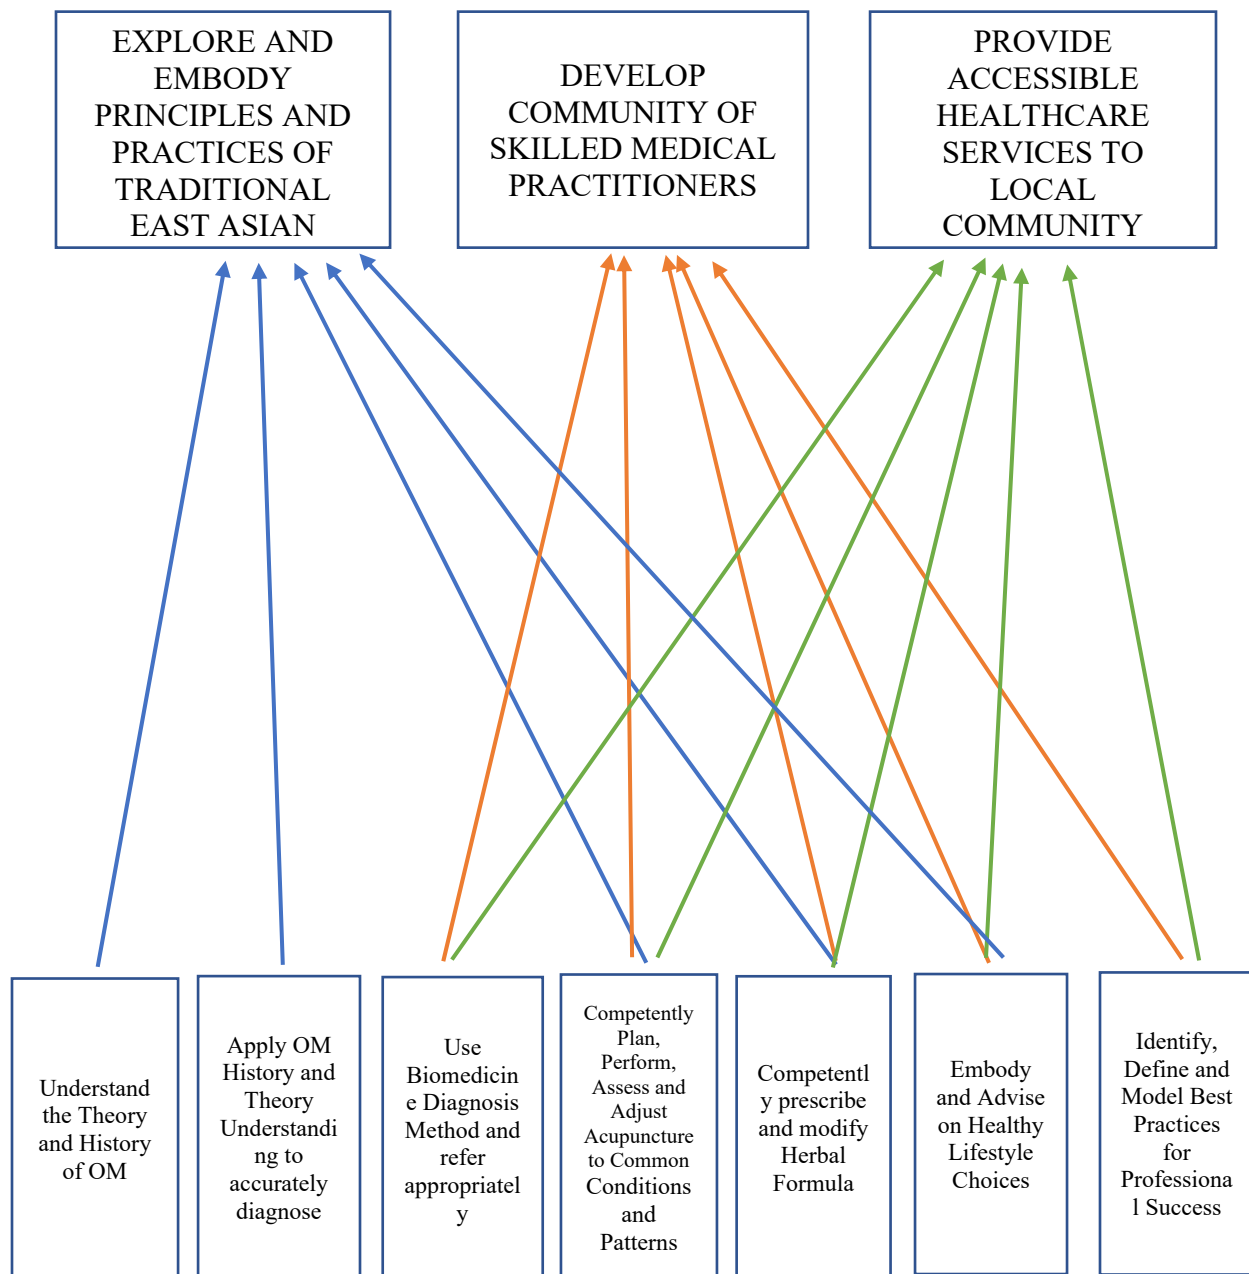 EXPLORE AND
EMBODY
PRINCIPLES AND
PRACTICES OF
TRADITIONAL
EAST ASIAN
DEVELOP
COMMUNITY OF
SKILLED MEDICAL
PRACTITIONERS
PROVIDE
ACCESSIBLE
HEALTHCARE
SERVICES TO
LOCAL
COMMUNITY
Understand
the Theory
and History
of OM
Apply OM
History and
Theory
Understandi
ng to
accurately
diagnose
Use
Biomedicin
e Diagnosis
Method and
refer
appropriatel
y
Competently
Plan,
Perform,
Assess and
Adjust
Acupuncture
to Common
Conditions
and
Patterns
Competentl
y prescribe
and modify
Herbal
Formula
Embody
and Advise
on Healthy
Lifestyle
Choices
Identify,
Define and
Model Best
Practices
for
Professiona
l Success